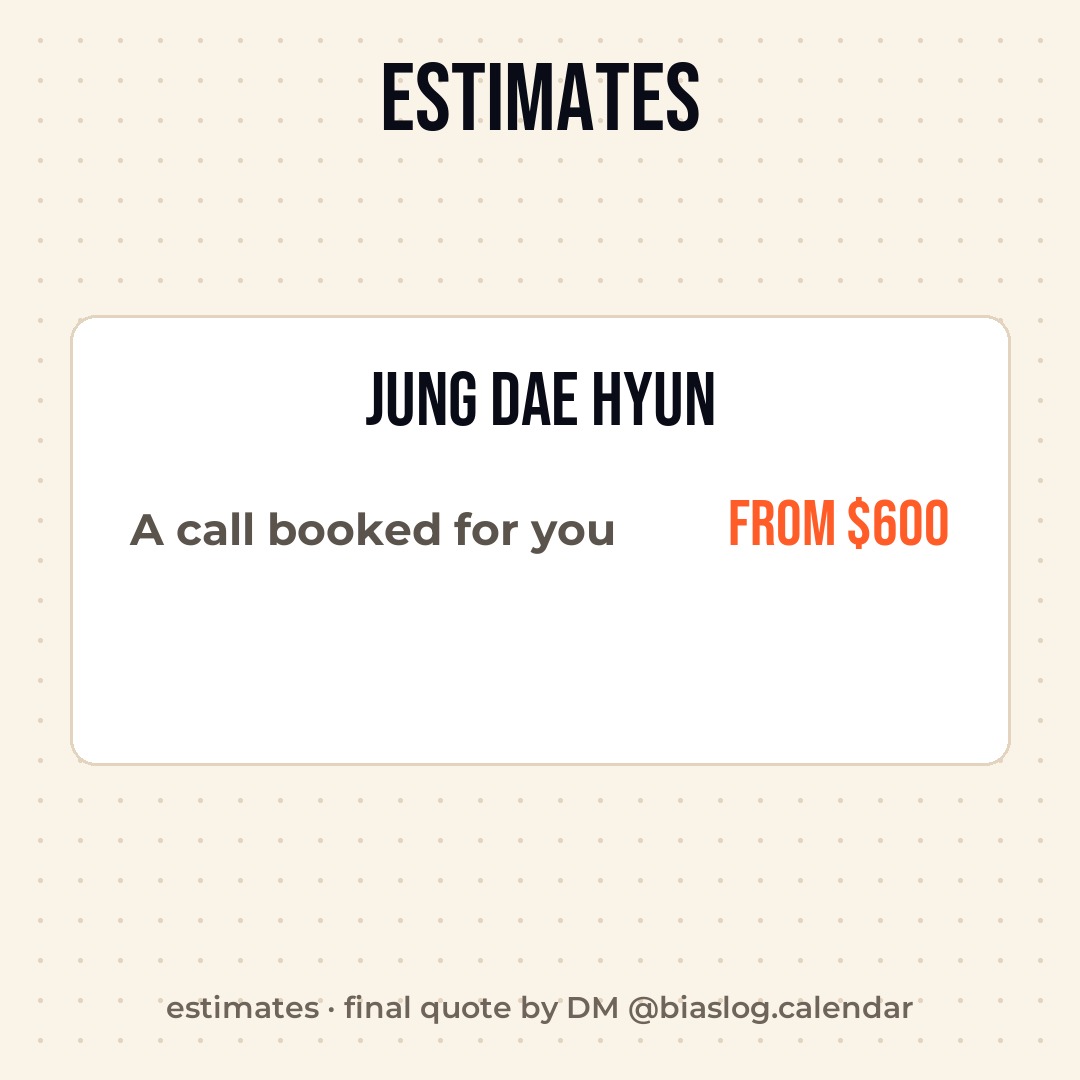 ESTIMATES
JUNG DAE HYUN
A call booked for you FROM $600
estimates · final quote by DM @biaslog.calendar